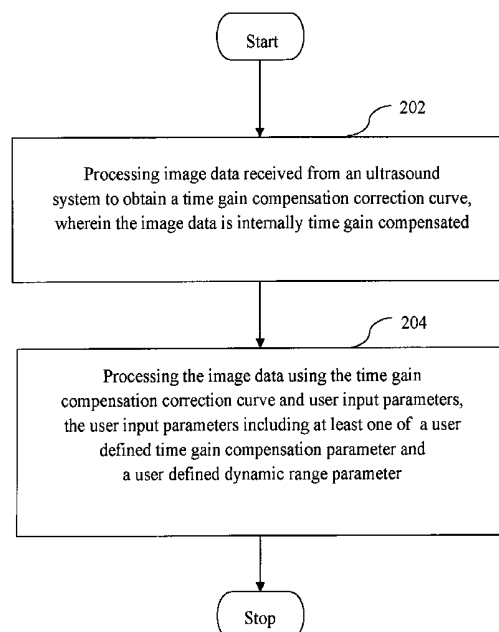 Start
202
Processing image data received from an ultrasound
system to obtain a time gain compensation correction curve,
wherein the image data is internally time gain compensated
204
Processing the image data using the time gain
compensation correction curve and user input parameters,
the user input parameters including at least one of a user
defined time gain compensation parameter and
a user defined dynamic range parameter
Stop